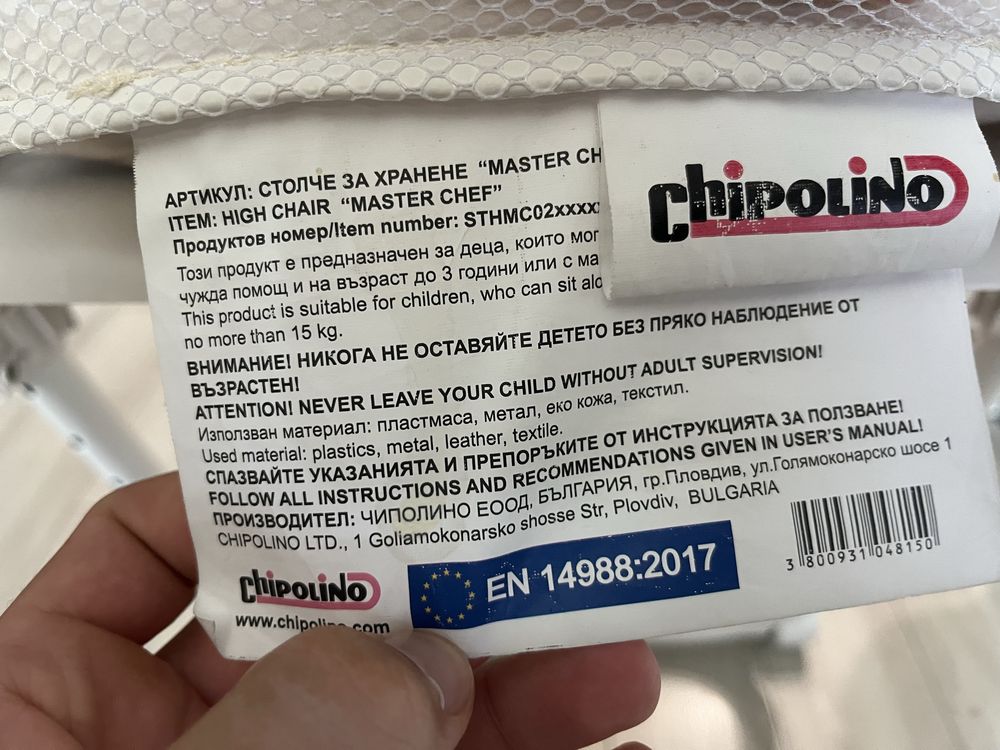 АРТИКУЛ: СТОЛЧЕ ЗА ХРАНЕНЕ "MASTER CH
ITEM: HIGH CHAIR "MASTER CHEF"
Продуктов номер/Item number: STHMC02xxxx
Този продукт е предназначен за деца, които мог
чужда помощ и на възраст до 3 години или с ма
This product is suitable for children, who can sit alo
no more than 15 kg.
ВНИМАНИЕ! НИКОГА НЕ ОСТАВЯЙТЕ ДЕТЕТО БЕЗ ПРЯКО НАБЛЮДЕНИЕ ОТ
ВЪЗРАСТЕН!
ATTENTION! NEVER LEAVE YOUR CHILD WITHOUT ADULT SUPERVISION!
Използван материал: пластмаса, метал, еко кожа, текстил.
Used material: plastics, metal, leather, textile.
СПАЗВАЙТЕ УКАЗАНИЯТА И ПРЕПОРЪКИТЕ ОТ ИНСТРУКЦИЯТА ЗА ПОЛЗВАНЕ!
FOLLOW ALL INSTRUCTIONS AND RECOMMENDATIONS GIVEN IN USER'S MANUAL!
ПРОИЗВОДИТЕЛ: ЧИПОЛИНО ЕООД, БЪЛГАРИЯ, гр.Пловдив, ул.Голямоконарско шосе 1
CHIPOLINO LTD., 1 Goliamokonarsko shosse Str, Plovdiv, BULGARIA
chipolino
www.chipolino.com
EN 14988:2017
3 800931 048150
chipolino